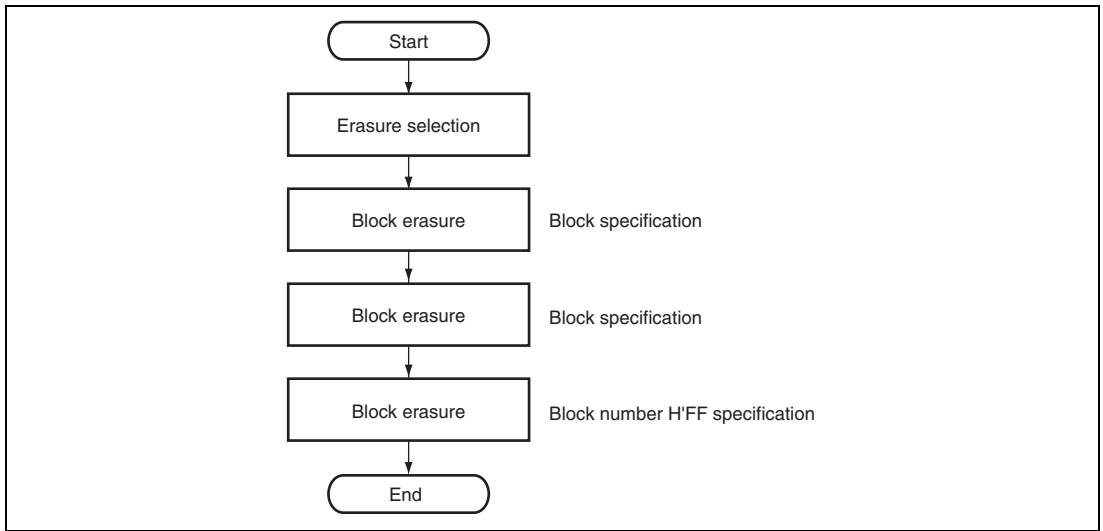 Start
Erasure selection
Block erasure
Block specification
Block erasure
Block specification
Block erasure
Block number H'FF specification
End